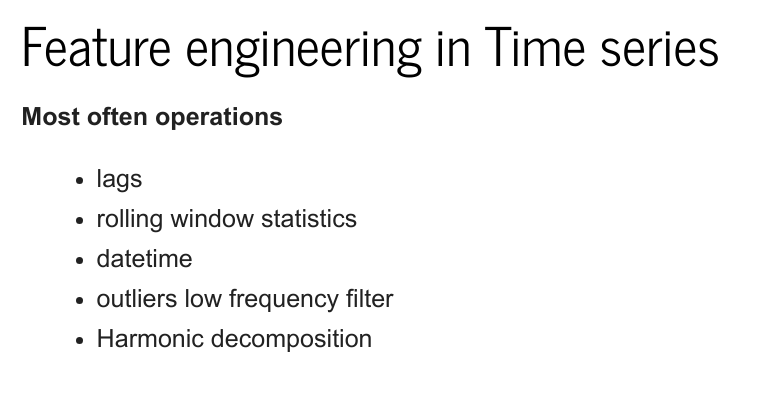 Feature engineering in Time series
Most often operations
• lags
• rolling window statistics
• datetime
• outliers low frequency filter
• Harmonic decomposition